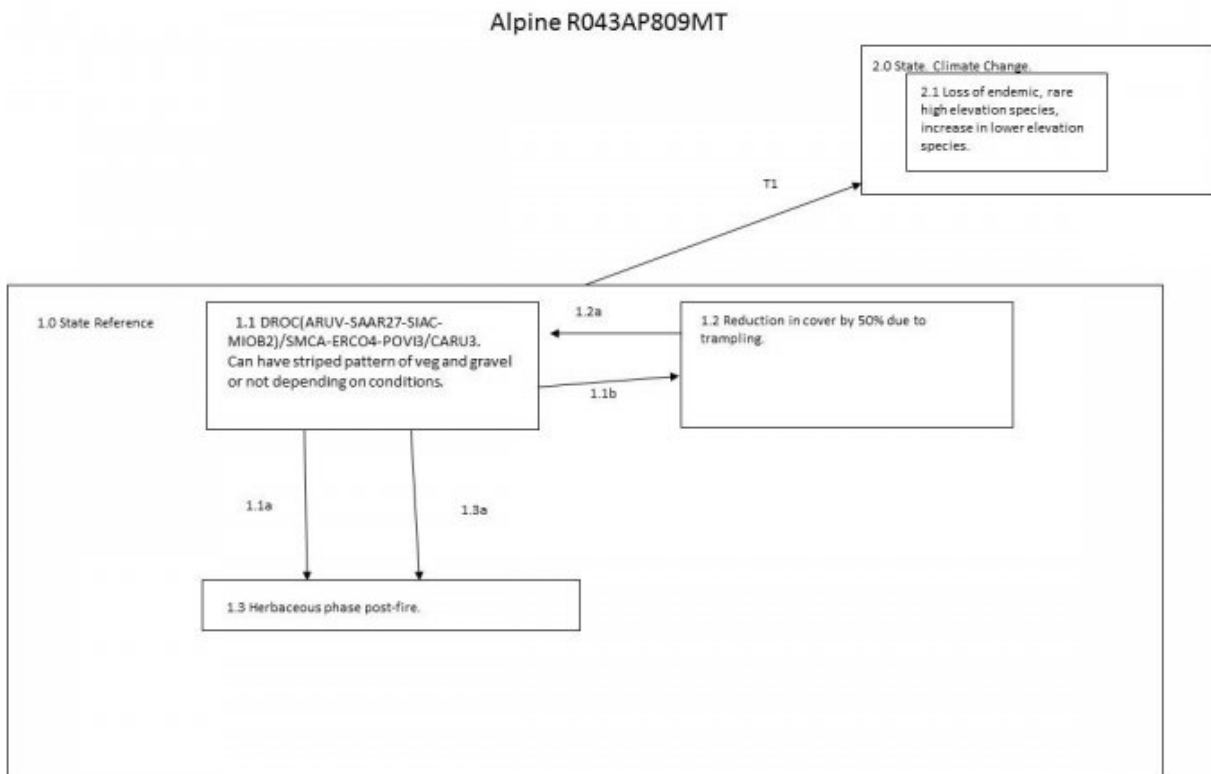 Alpine R043AP809MT
2.0 State. Climate Change.
2.1 Loss of endemic, rare
high elevation species,
increase in lower elevation
species.
T1
1.0 State Reference
1.1 DROC(ARUV-SAAR27-SIAC-
MIOB2)/SMCA-ERCO4-POVI3/CARU3.
Can have striped pattern of veg and gravel
or not depending on conditions.
1.2a
1.1b
1.2 Reduction in cover by 50% due to
trampling.
1.1a
1.3a
1.3 Herbaceous phase post-fire.